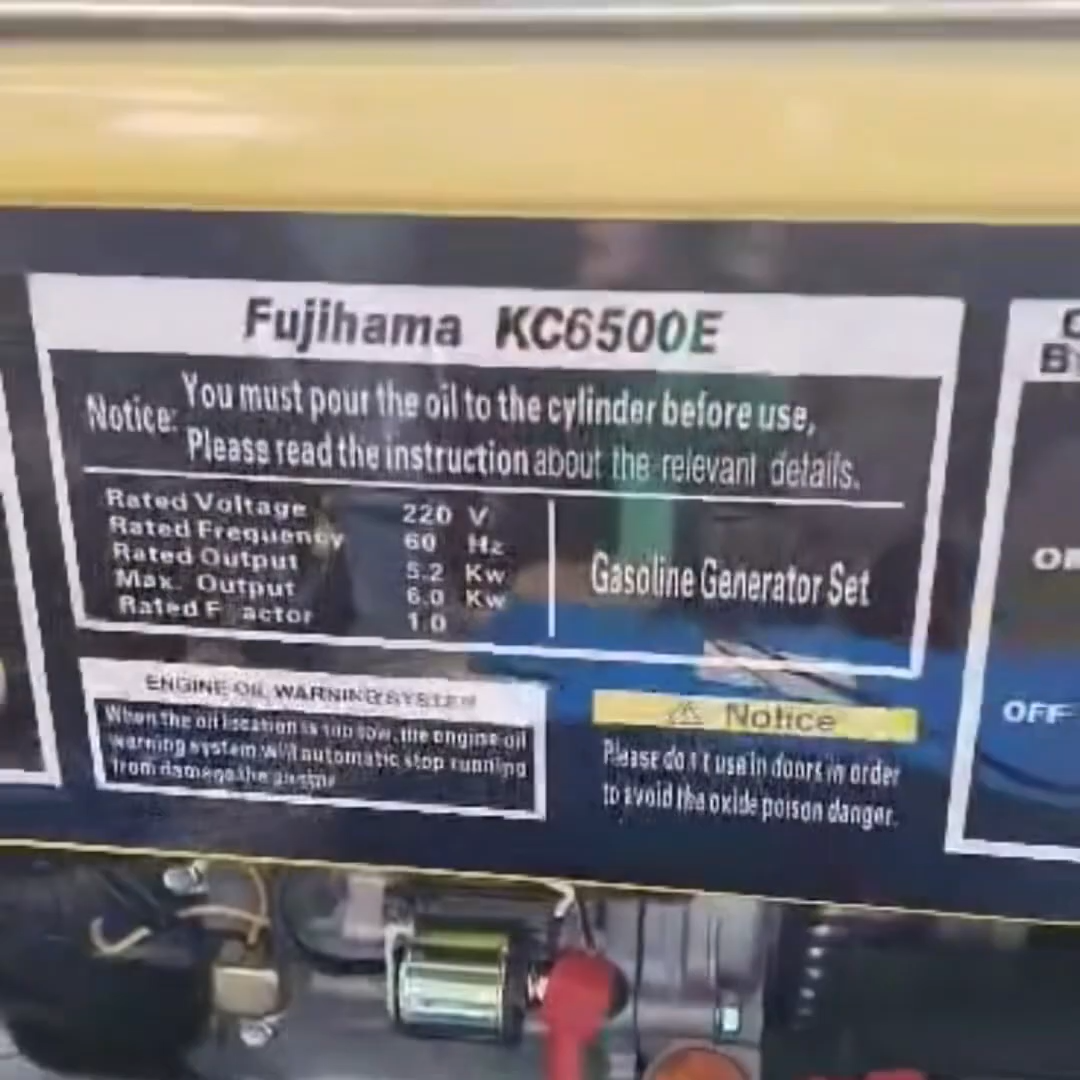 Fujihama KC6500E
Notice: You must pour the oil to the cylinder before use,
Please read the instruction about the relevant details.
Rated Voltage 220 V
Rated Frequency 60 Hz
Rated Output 5.2 Kw
Max. Output 6.0 Kw
Rated F actor 1.0
Gasoline Generator Set
ENGINE OIL WARNING SYSTEM
When the oil location is too low, the engine oil
warning system will automatic stop running
from damage the engine
Notice
Please do t use in doors in order
to avoid the oxide poison danger.
OFF